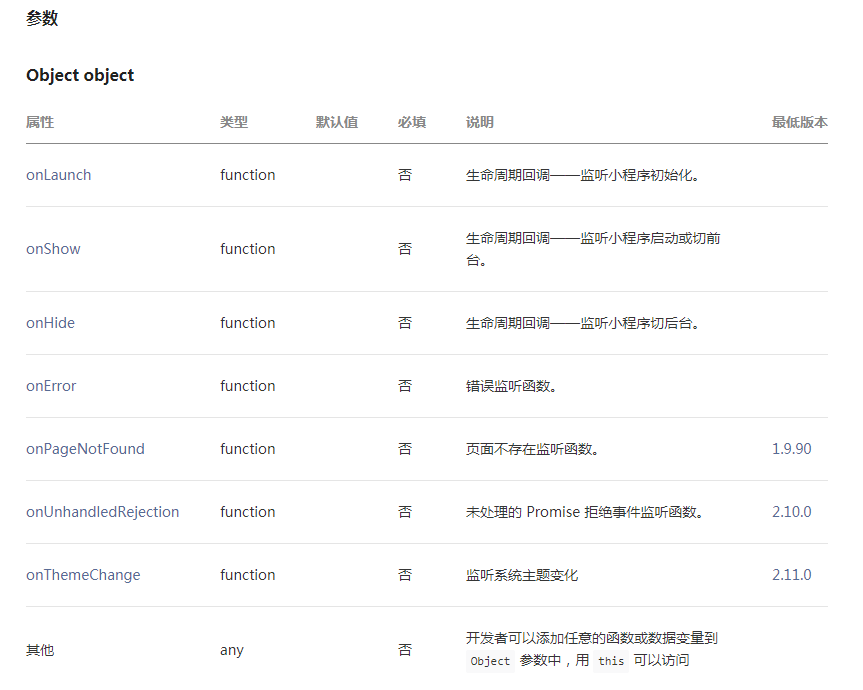 参数
Object object
属性 类型 默认值 必填 说明 最低版本
onLaunch function 否 生命周期回调——监听小程序初始化。
onShow function 否 生命周期回调——监听小程序启动或切前
台。
onHide function 否 生命周期回调——监听小程序切后台。
onError function 否 错误监听函数。
onPageNotFound function 否 页面不存在监听函数。 1.9.90
onUnhandledRejection function 否 未处理的 Promise 拒绝事件监听函数。 2.10.0
onThemeChange function 否 监听系统主题变化 2.11.0
其他 any 否 开发者可以添加任意的函数或数据变量到
Object 参数中，用 this 可以访问